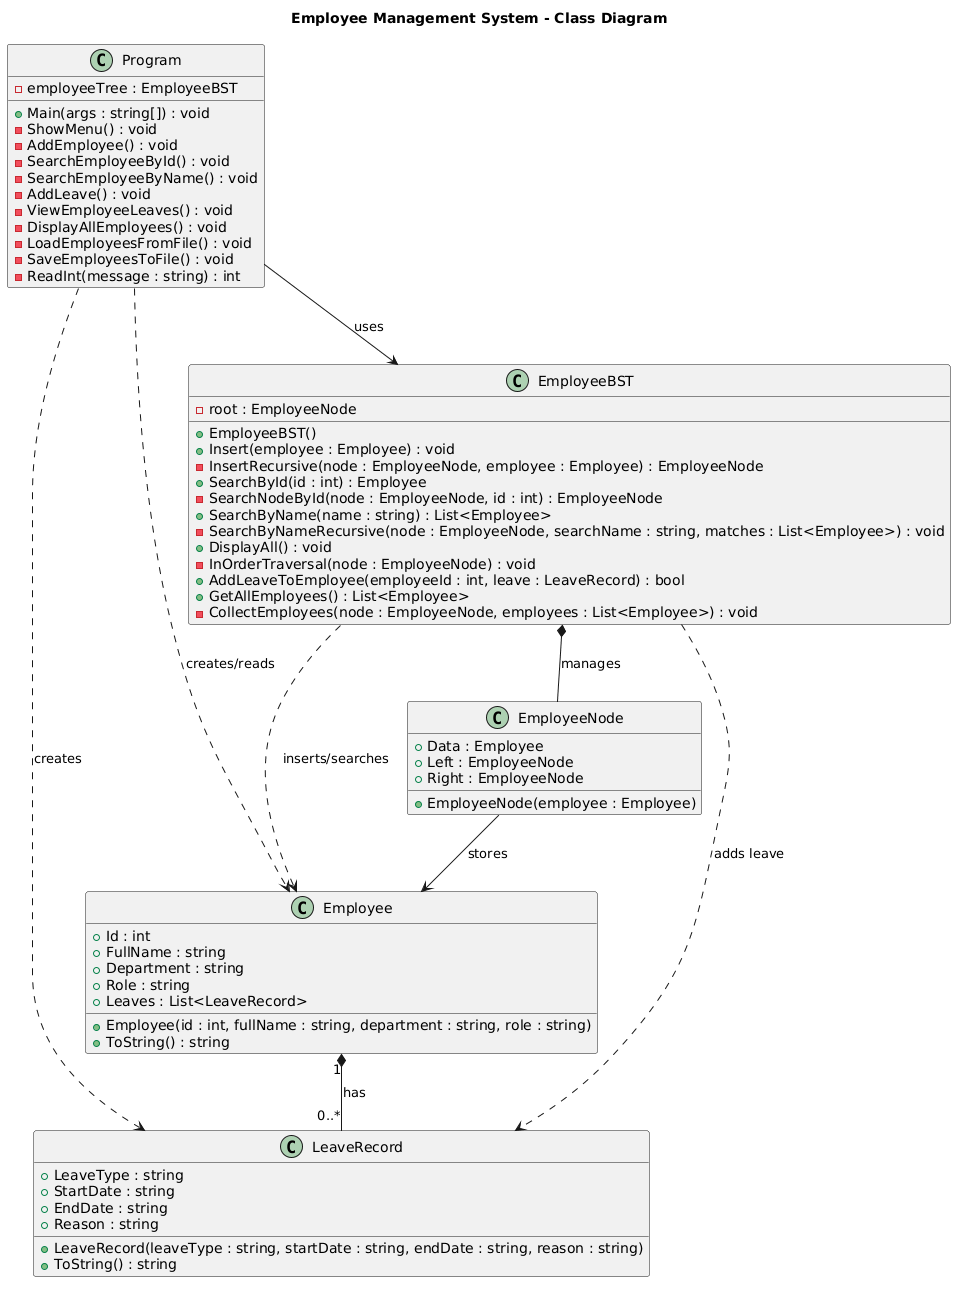 Employee Management System - Class Diagram
C Program
employeeTree : EmployeeBST
Main(args : string[]) : void
ShowMenu() : void
AddEmployee() : void
SearchEmployeeById() : void
SearchEmployeeByName() : void
AddLeave() : void
ViewEmployeeLeaves() : void
DisplayAllEmployees() : void
LoadEmployeesFromFile() : void
SaveEmployeesToFile() : void
ReadInt(message : string) : int
uses
C EmployeeBST
root : EmployeeNode
EmployeeBST()
Insert(employee : Employee) : void
InsertRecursive(node : EmployeeNode, employee : Employee) : EmployeeNode
SearchById(id : int) : Employee
SearchNodeById(node : EmployeeNode, id : int) : EmployeeNode
SearchByName(name : string) : List<Employee>
SearchByNameRecursive(node : EmployeeNode, searchName : string, matches : List<Employee>) : void
DisplayAll() : void
InOrderTraversal(node : EmployeeNode) : void
AddLeaveToEmployee(employeeId : int, leave : LeaveRecord) : bool
GetAllEmployees() : List<Employee>
CollectEmployees(node : EmployeeNode, employees : List<Employee>) : void
creates/reads
manages
C EmployeeNode
Data : Employee
Left : EmployeeNode
Right : EmployeeNode
EmployeeNode(employee : Employee)
creates
inserts/searches
stores
adds leave
C Employee
Id : int
FullName : string
Department : string
Role : string
Leaves : List<LeaveRecord>
Employee(id : int, fullName : string, department : string, role : string)
ToString() : string
1
has
0..*
C LeaveRecord
LeaveType : string
StartDate : string
EndDate : string
Reason : string
LeaveRecord(leaveType : string, startDate : string, endDate : string, reason : string)
ToString() : string